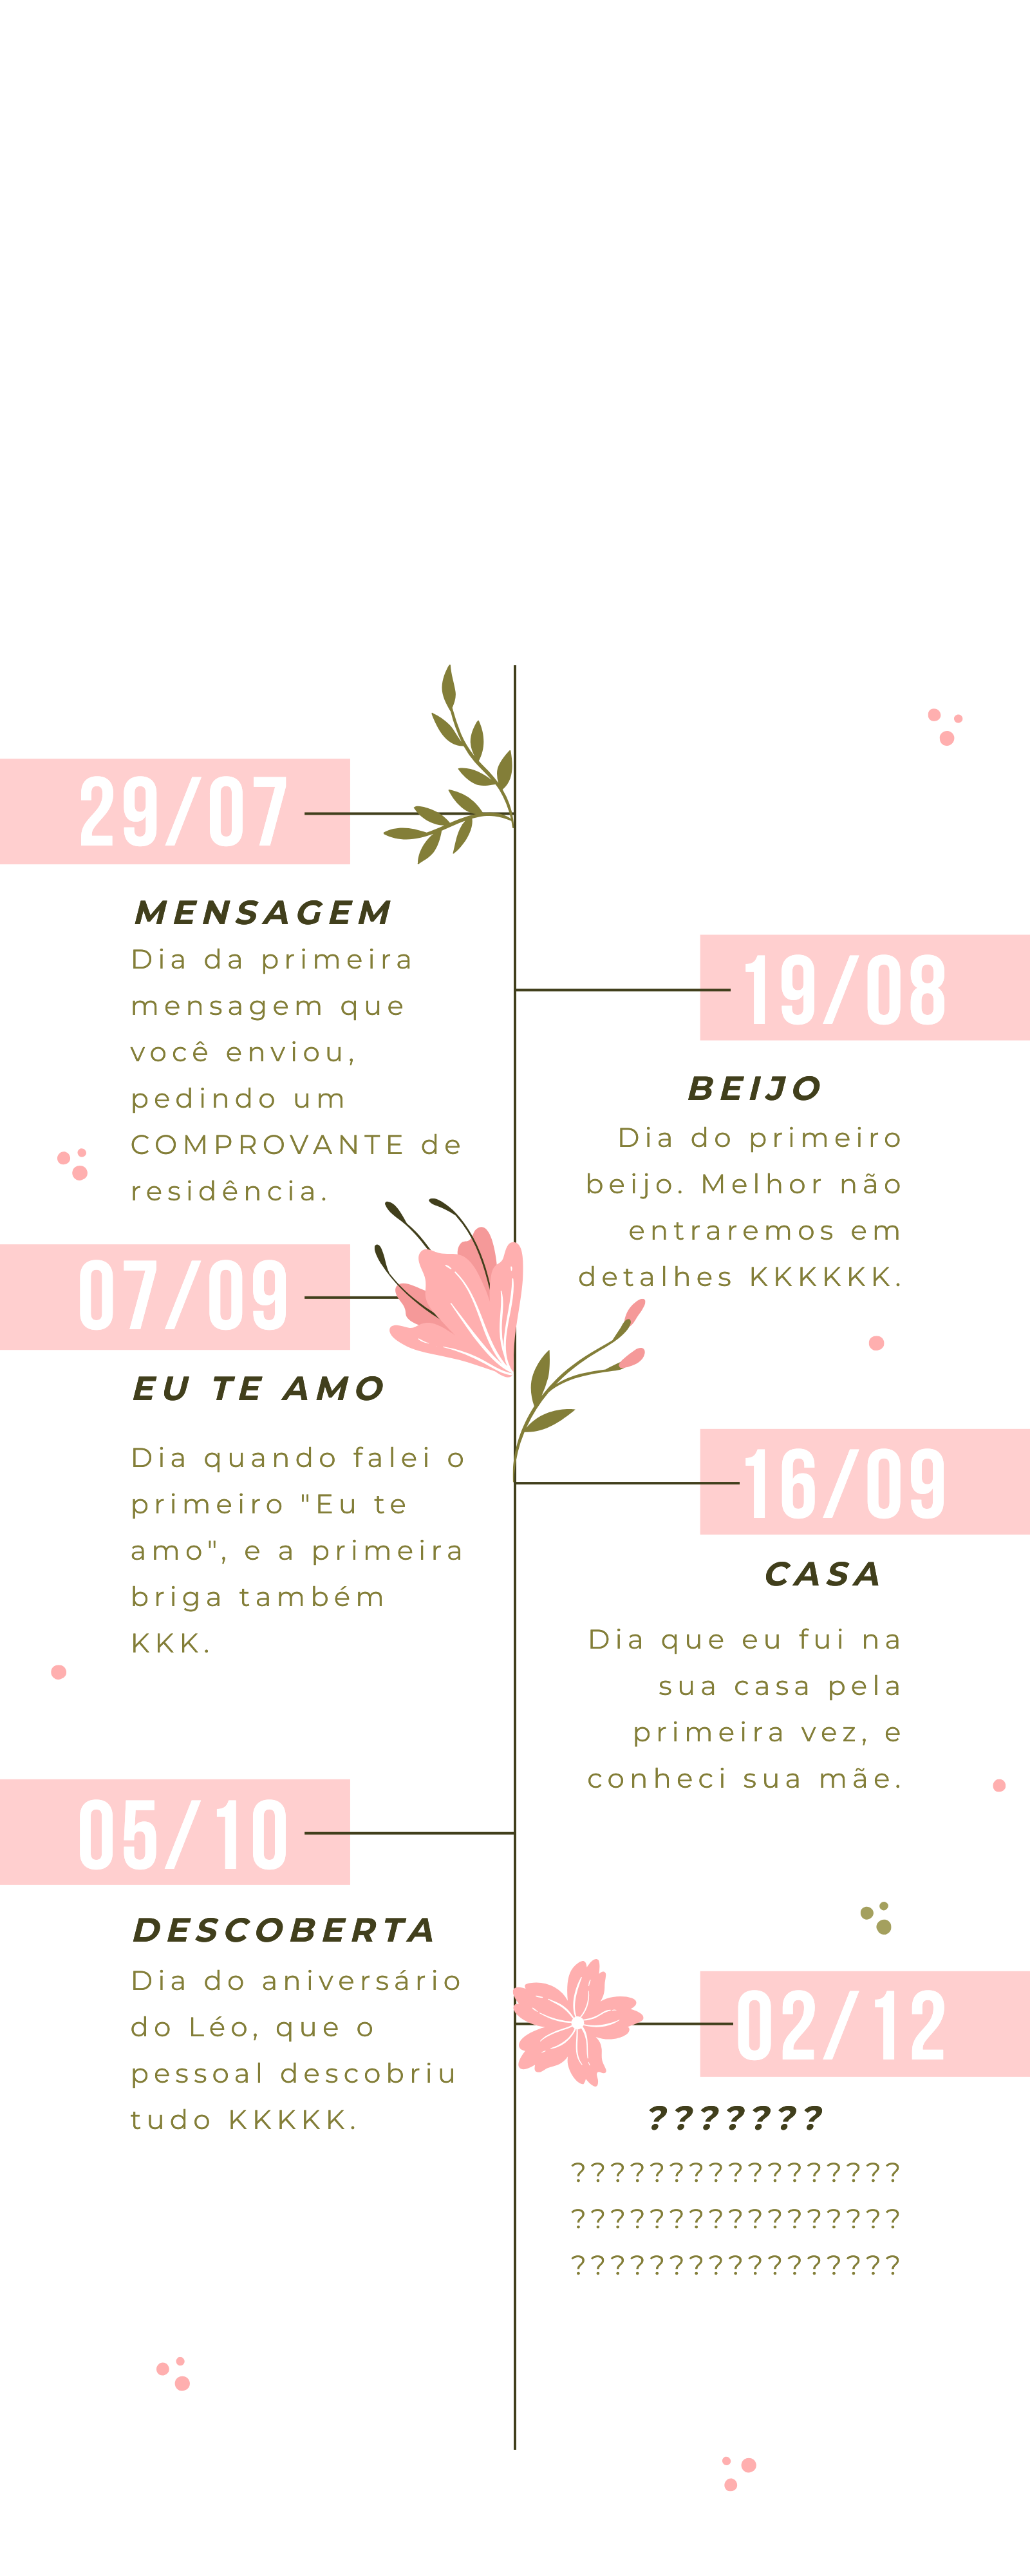 29/07
MENSAGEM
Dia da primeira
mensagem que
você enviou,
pedindo um
COMPROVANTE de
residência.
19/08
BEIJO
Dia do primeiro
beijo. Melhor não
entraremos em
detalhes KKKKKK.
07/09
EU TE AMO
Dia quando falei o
primeiro "Eu te
amo", e a primeira
briga também
KKK.
16/09
CASA
Dia que eu fui na
sua casa pela
primeira vez, e
conheci sua mãe.
05/10
DESCOBERTA
Dia do aniversário
do Léo, que o
pessoal descobriu
tudo KKKKK.
02/12
???????
?????????????????
?????????????????
?????????????????